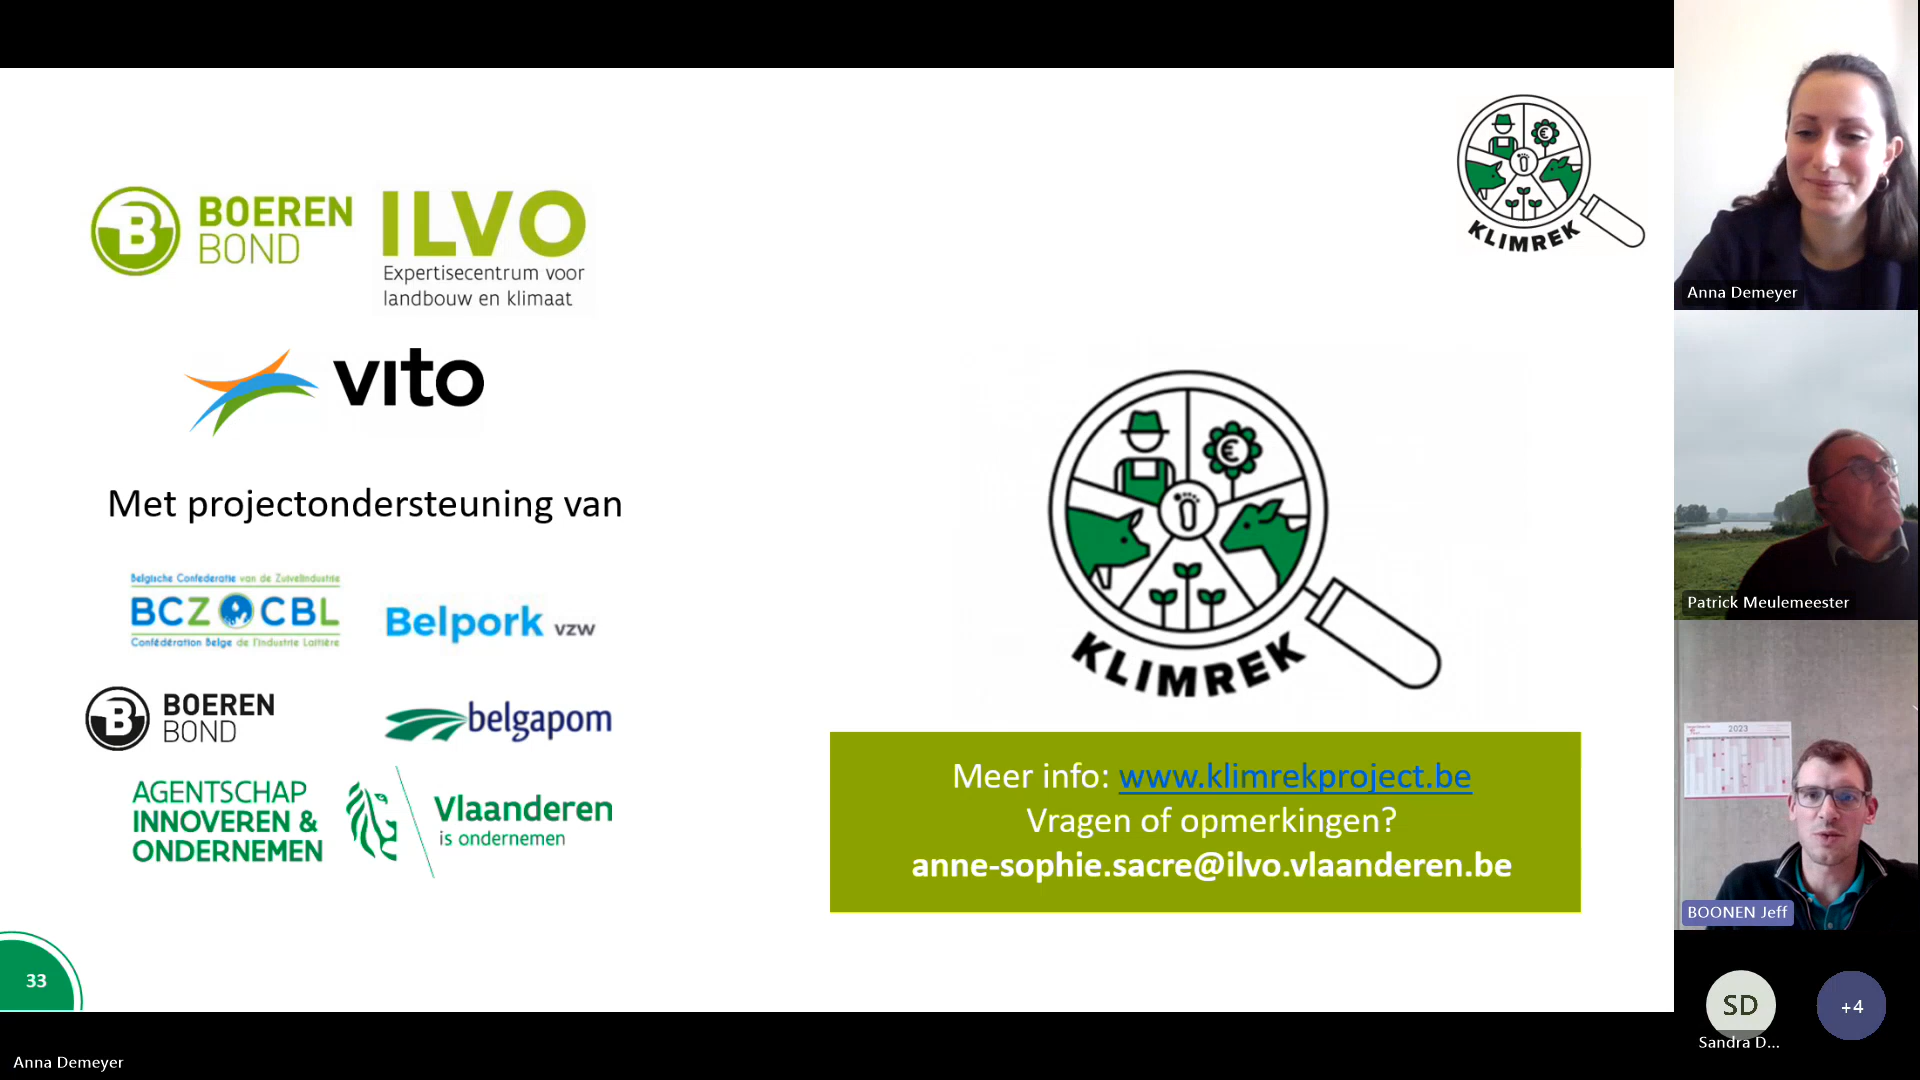 BOEREN
BOND
ILVO
Expertisecentrum voor
landbouw en klimaat
vito
Met projectondersteuning van
Belgische Confederatie van de Zuivelindustrie
BCZ CBL
Confédération Belge de l'Industrie Laitière
Belpork vzw
BOEREN
BOND
belgapom
AGENTSCHAP
INNOVEREN &
ONDERNEMEN
Vlaanderen
is ondernemen
33
KLIMREK
€
KLIMREK
€
Meer info: www.klimrekproject.be
Vragen of opmerkingen?
anne-sophie.sacre@ilvo.vlaanderen.be
Anna Demeyer
Patrick Meulemeester
2023
BOONEN Jeff
SD
Sandra D...
+4
Anna Demeyer